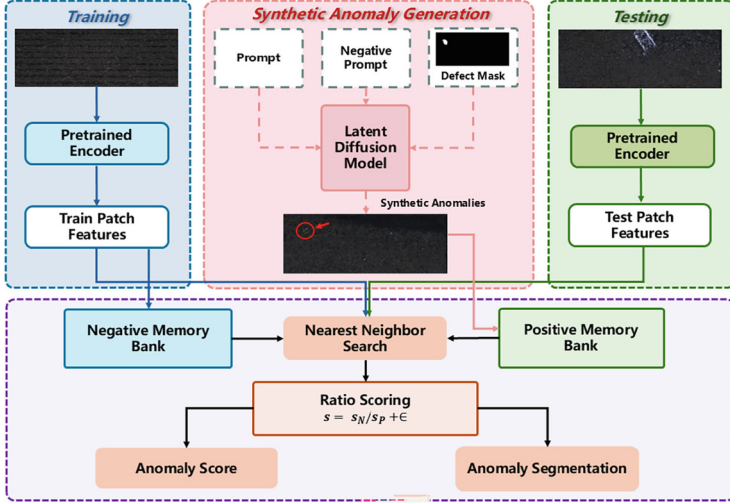 Training
Synthetic Anomaly Generation
Testing
Prompt
Negative
Prompt
Defect Mask
Pretrained
Encoder
Latent
Diffusion
Model
Pretrained
Encoder
Synthetic Anomalies
Train Patch
Features
Test Patch
Features
Negative Memory
Bank
Nearest Neighbor
Search
Positive Memory
Bank
Ratio Scoring
s = s_N/s_P +∈
Anomaly Score
Anomaly Segmentation